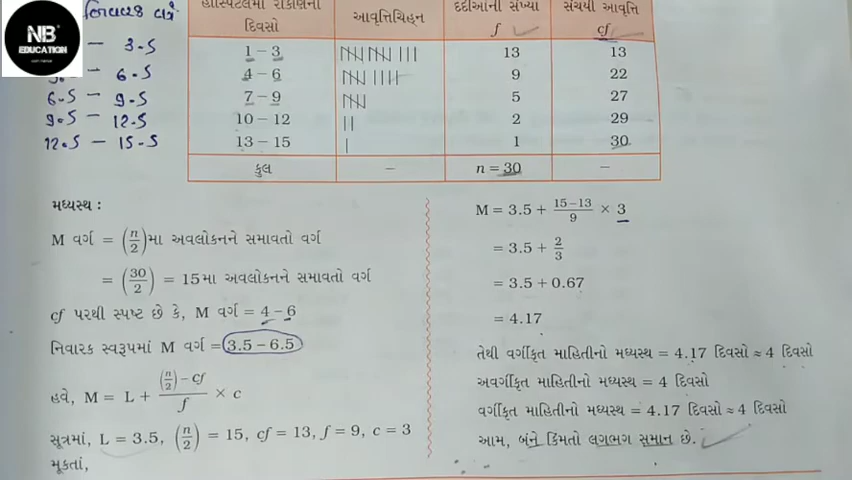 નિવારક વર્ગ
NB
EDUCATION
હોસ્પિટલમાં રોકાણના દિવસો
આવૃત્તિચિહ્ન
દર્દીઓની સંખ્યા f
સંચયી આવૃત્તિ cf
– 3.5
1 – 3 13 13
– 6.5
4 – 6 9 22
6.5 – 9.5
7 – 9 5 27
9.5 – 12.5
10 – 12 2 29
12.5 – 15.5
13 – 15 1 30
કુલ – n = 30 –
મધ્યસ્થ :
M વર્ગ = (n/2)મા અવલોકનને સમાવતો વર્ગ
= (30/2) = 15મા અવલોકનને સમાવતો વર્ગ
cf પરથી સ્પષ્ટ છે કે, M વર્ગ = 4 – 6
નિવારક સ્વરૂપમાં M વર્ગ = 3.5 – 6.5
હવે, M = L + ((n/2) – cf)/f × c
સૂત્રમાં, L = 3.5, (n/2) = 15, cf = 13, f = 9, c = 3
મૂકતાં,
M = 3.5 + (15–13)/9 × 3
= 3.5 + 2/3
= 3.5 + 0.67
= 4.17
તેથી વર્ગીકૃત માહિતીનો મધ્યસ્થ = 4.17 દિવસો ≈ 4 દિવસો
અવર્ગીકૃત માહિતીનો મધ્યસ્થ = 4 દિવસો
વર્ગીકૃત માહિતીનો મધ્યસ્થ = 4.17 દિવસો ≈ 4 દિવસો
આમ, બંને કિંમતો લગભગ સમાન છે.